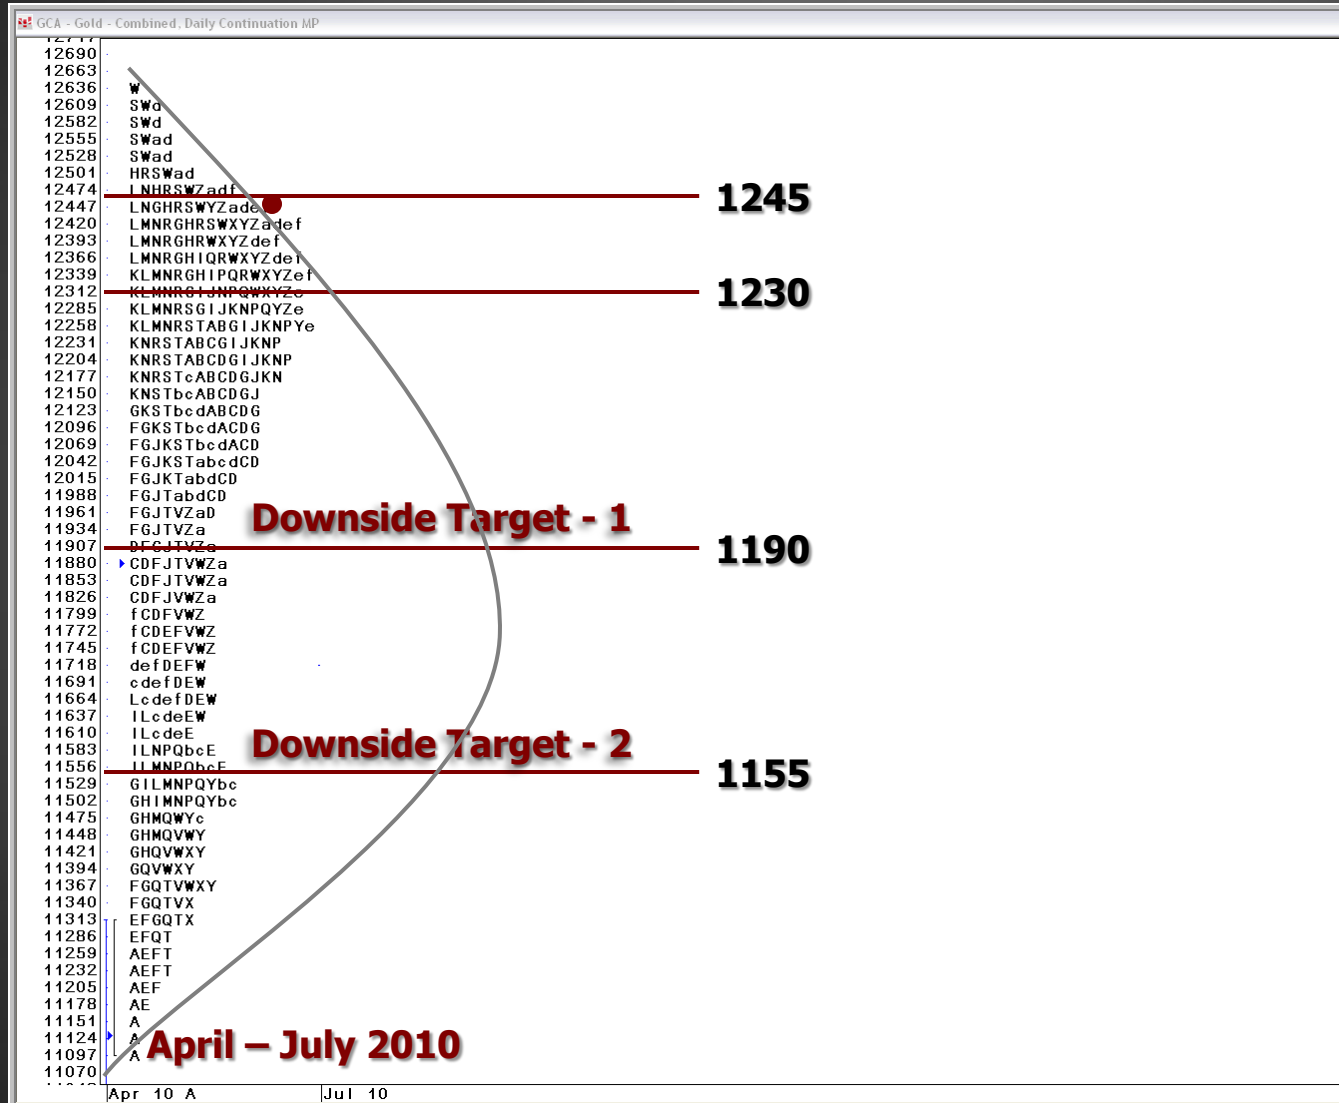 GCA - Gold - Combined, Daily Continuation MP
12690
12663
12636 W
12609 SWd
12582 SWd
12555 SWad
12528 SWad
12501 HRSWad
12474 LNHRSWZadf
1245
12447 LNGHRSWYZade
12420 LMNRGHRSWXYZadef
12393 LMNRGHRWXYZdef
12366 LMNRGHIQRWXYZdef
12339 KLMNRGHIPQRWXYZef
12312 KLMNRGIJNPQWXYZe
1230
12285 KLMNRSGIJKNPQYZe
12258 KLMNRSTABGIJKNPYe
12231 KNRSTABCGIJKNP
12204 KNRSTABCDGIJKNP
12177 KNRSTcABCDGJKN
12150 KNSTbcABCDGJ
12123 GKSTbcdABCDG
12096 FGKSTbcdACDG
12069 FGJKSTbcdACD
12042 FGJKSTabcdCD
12015 FGJKTabdCD
11988 FGJTabdCD
11961 FGJTVZaD
Downside Target - 1
11934 FGJTVZa
11907 DFGJTVZa
1190
11880 CDFJTVWZa
11853 CDFJTVWZa
11826 CDFJVWZa
11799 fCDFVWZ
11772 fCDEFVWZ
11745 fCDEFVWZ
11718 defDEFW
11691 cdefDEW
11664 LcdefDEW
11637 ILcdeEW
11610 ILcdeE
Downside Target - 2
11583 ILNPQbcE
11556 ILMNPQbcE
1155
11529 GILMNPQYbc
11502 GHIMNPQYbc
11475 GHMQWYc
11448 GHMQVWY
11421 GHQVWXY
11394 GQVWXY
11367 FGQTVWXY
11340 FGQTVX
11313 EFGQTX
11286 EFQT
11259 AEFT
11232 AEFT
11205 AEF
11178 AE
11151 A
11124 A
April – July 2010
11097 A
11070
Apr 10 A Jul 10